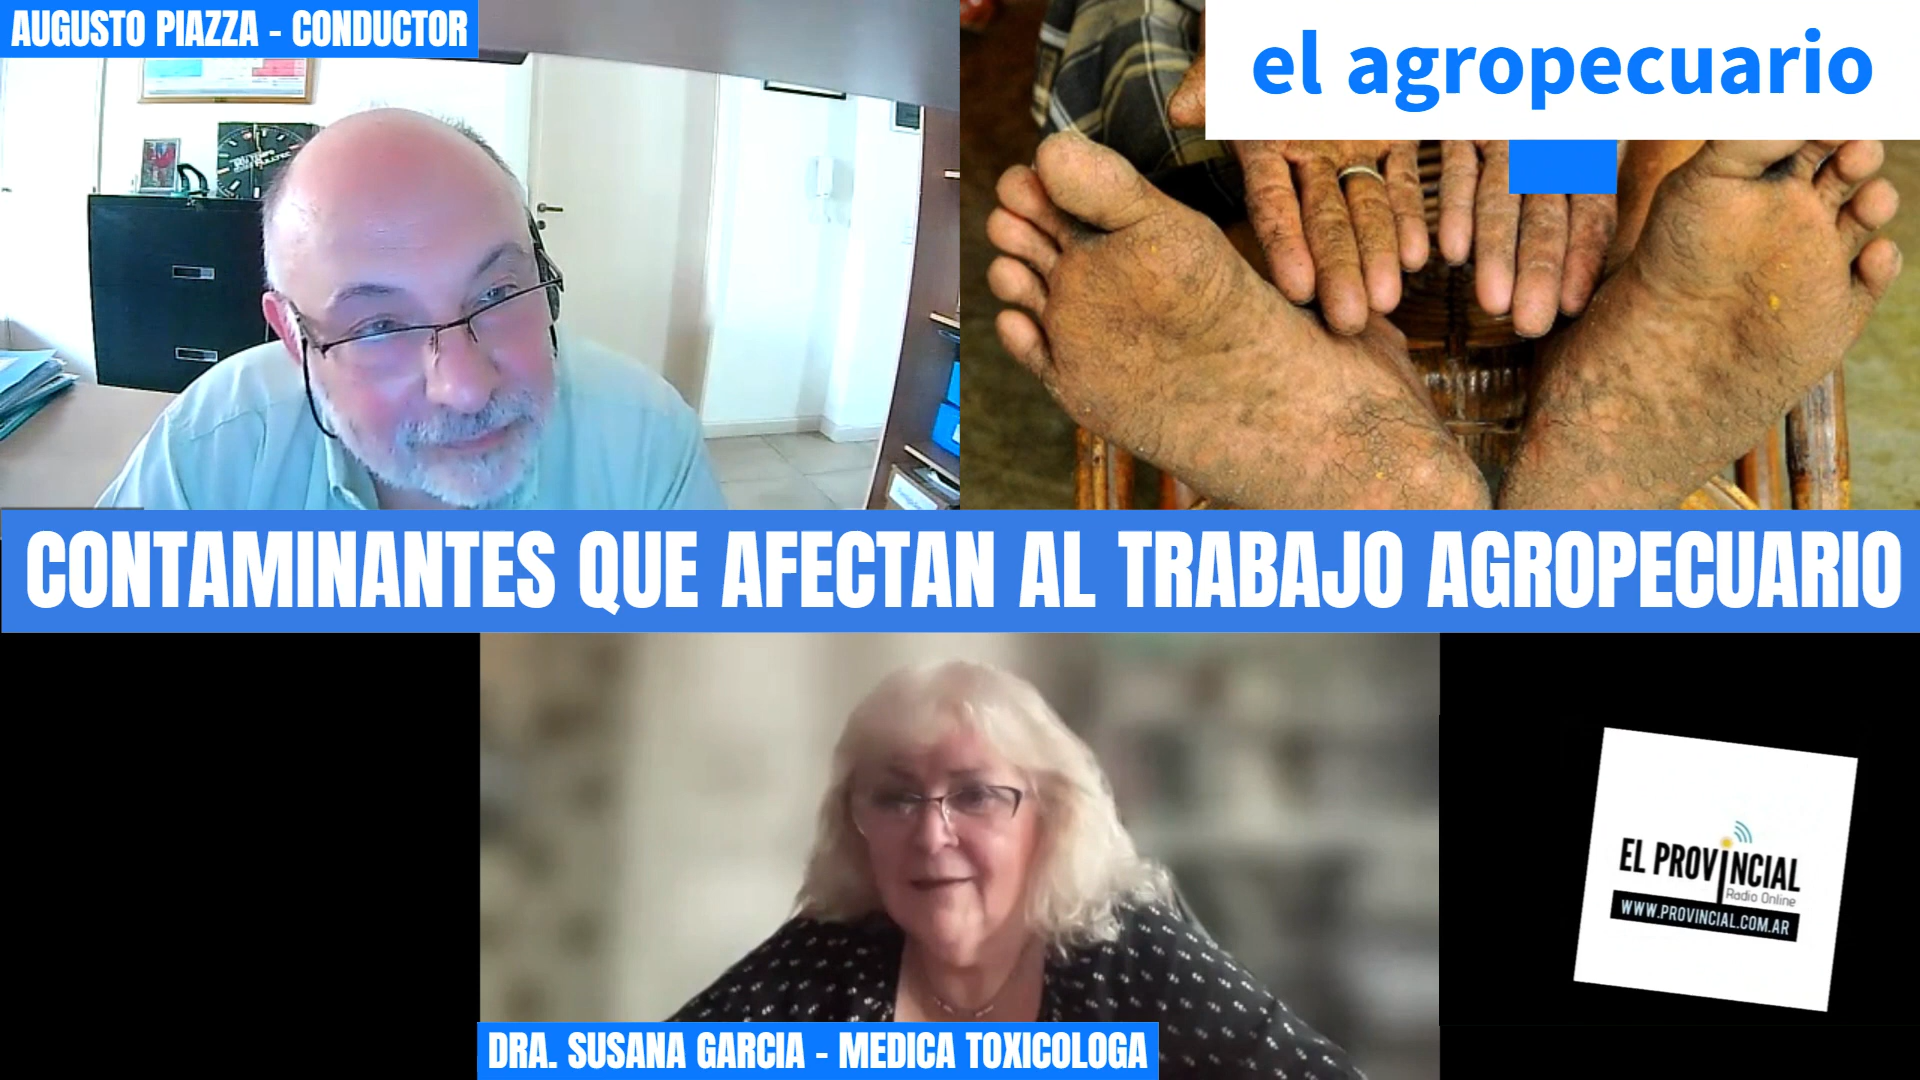 AUGUSTO PIAZZA - CONDUCTOR
el agropecuario
CONTAMINANTES QUE AFECTAN AL TRABAJO AGROPECUARIO
EL PROVINCIAL
Radio Online
WWW.PROVINCIAL.COM.AR
DRA. SUSANA GARCIA - MEDICA TOXICOLOGA